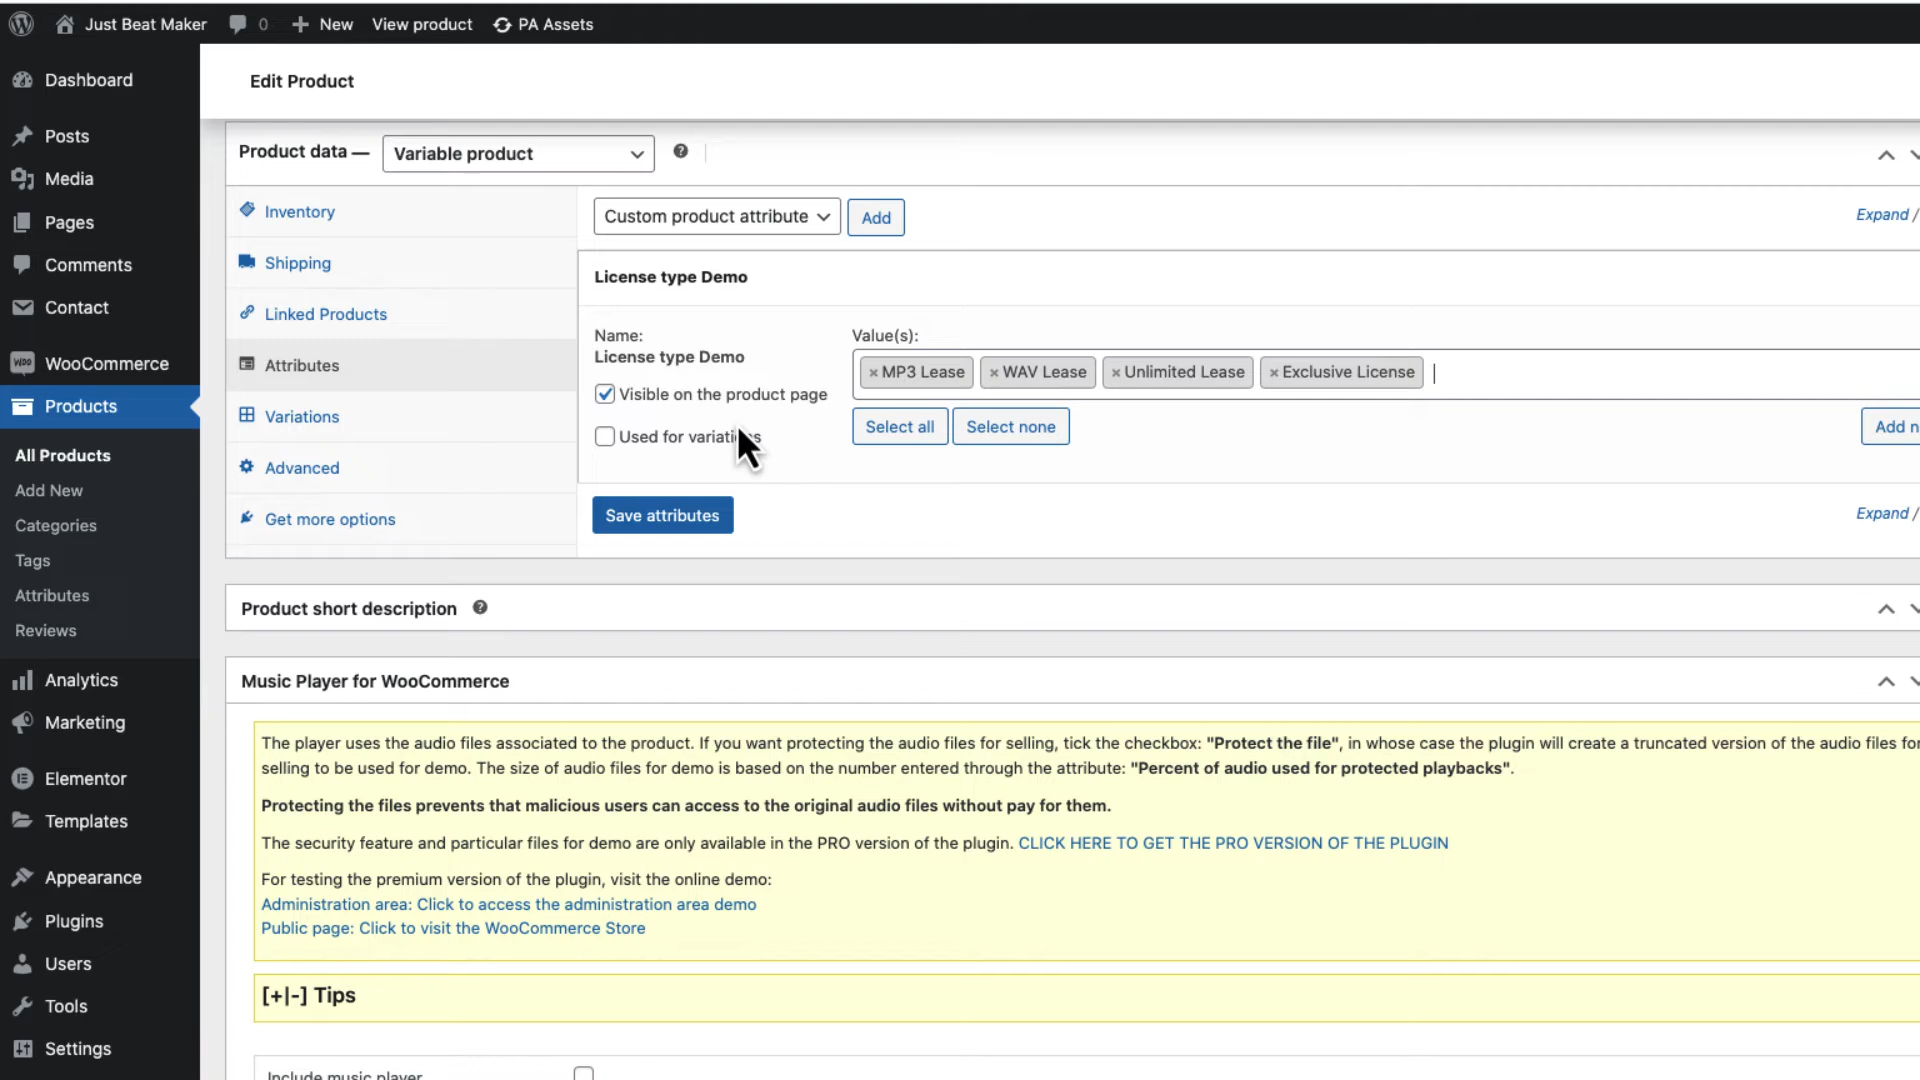 Just Beat Maker 0 New View product PA Assets
Dashboard
Posts
Media
Pages
Comments
Contact
WooCommerce
Products
All Products
Add New
Categories
Tags
Attributes
Reviews
Analytics
Marketing
Elementor
Templates
Appearance
Plugins
Users
Tools
Settings
Edit Product
Product data — Variable product
Inventory
Shipping
Linked Products
Attributes
Variations
Advanced
Get more options
Custom product attribute Add
Expand /
License type Demo
Name:
License type Demo
Visible on the product page
Used for variations
Value(s):
× MP3 Lease × WAV Lease × Unlimited Lease × Exclusive License
Select all Select none
Add n
Save attributes
Expand /
Product short description
Music Player for WooCommerce
The player uses the audio files associated to the product. If you want protecting the audio files for selling, tick the checkbox: "Protect the file", in whose case the plugin will create a truncated version of the audio files for
selling to be used for demo. The size of audio files for demo is based on the number entered through the attribute: "Percent of audio used for protected playbacks".
Protecting the files prevents that malicious users can access to the original audio files without pay for them.
The security feature and particular files for demo are only available in the PRO version of the plugin. CLICK HERE TO GET THE PRO VERSION OF THE PLUGIN
For testing the premium version of the plugin, visit the online demo:
Administration area: Click to access the administration area demo
Public page: Click to visit the WooCommerce Store
[+|-] Tips
Include music player